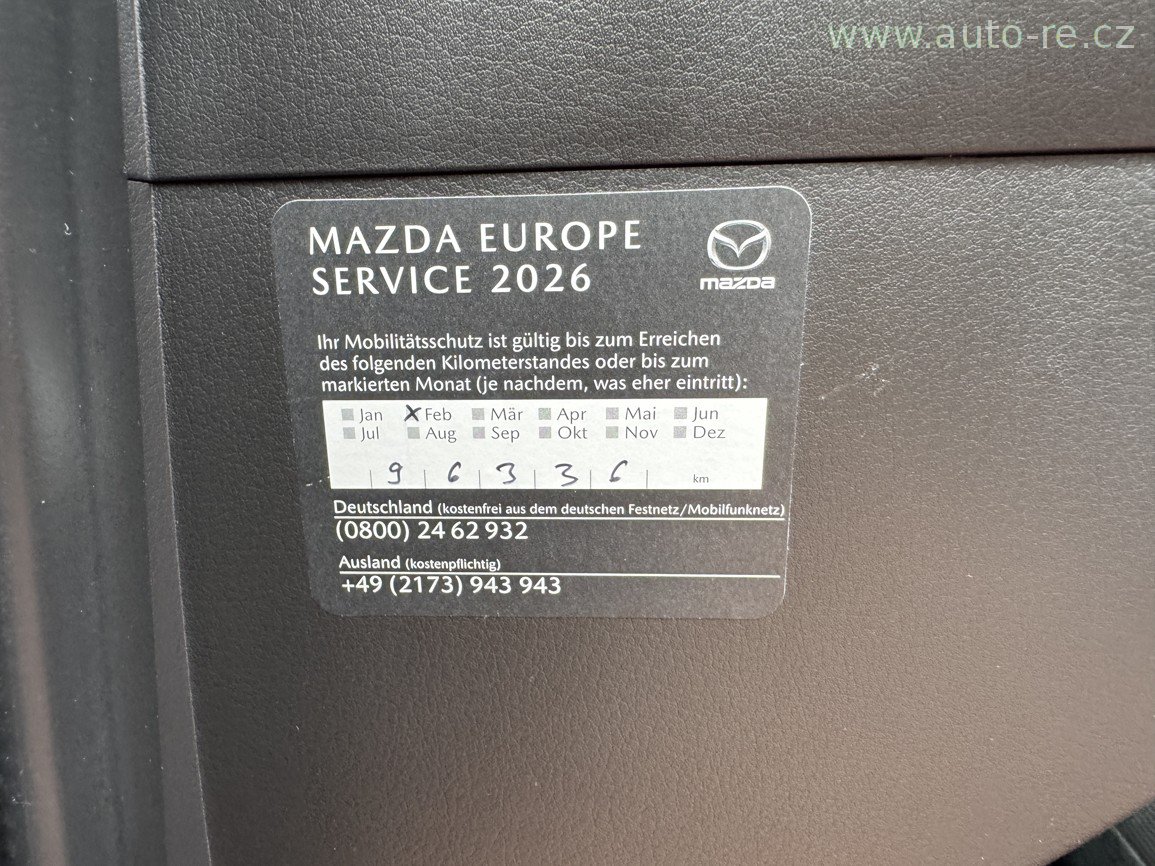 www.auto-re.cz
MAZDA EUROPE
SERVICE 2026
mazda
Ihr Mobilitätsschutz ist gültig bis zum Erreichen
des folgenden Kilometerstandes oder bis zum
markierten Monat (je nachdem, was eher eintritt):
Jan Feb Mär Apr Mai Jun
Jul Aug Sep Okt Nov Dez
9 6 3 3 6 km
Deutschland (kostenfrei aus dem deutschen Festnetz/Mobilfunknetz)
(0800) 24 62 932
Ausland (kostenpflichtig)
+49 (2173) 943 943